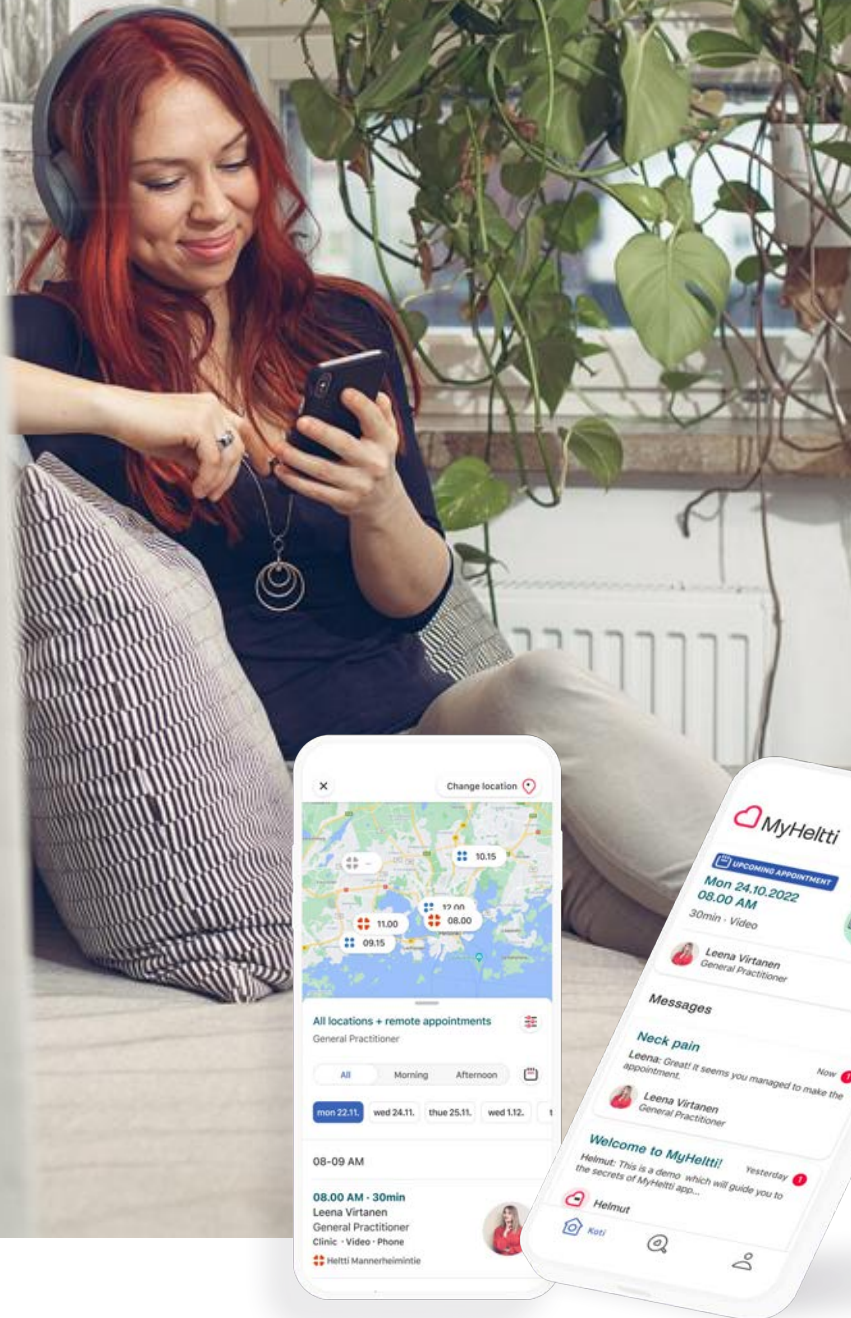 Change location
10.15
12.00
11.00
08.00
09.15
All locations + remote appointments
General Practitioner
All
Morning
Afternoon
mon 22.11.
wed 24.11.
thue 25.11.
wed 1.12.
08-09 AM
08.00 AM · 30min
Leena Virtanen
General Practitioner
Clinic · Video · Phone
Heltti Mannerheimintie
MyHeltti
UPCOMING APPOINTMENT
Mon 24.10.2022
08.00 AM
30min · Video
Leena Virtanen
General Practitioner
Messages
Neck pain
Now 1
Leena: Great! It seems you managed to make the
appointment.
Leena Virtanen
General Practitioner
Welcome to MyHeltti!
Yesterday 1
Helmut: This is a demo which will guide you to
the secrets of MyHeltti app...
Helmut
Koti